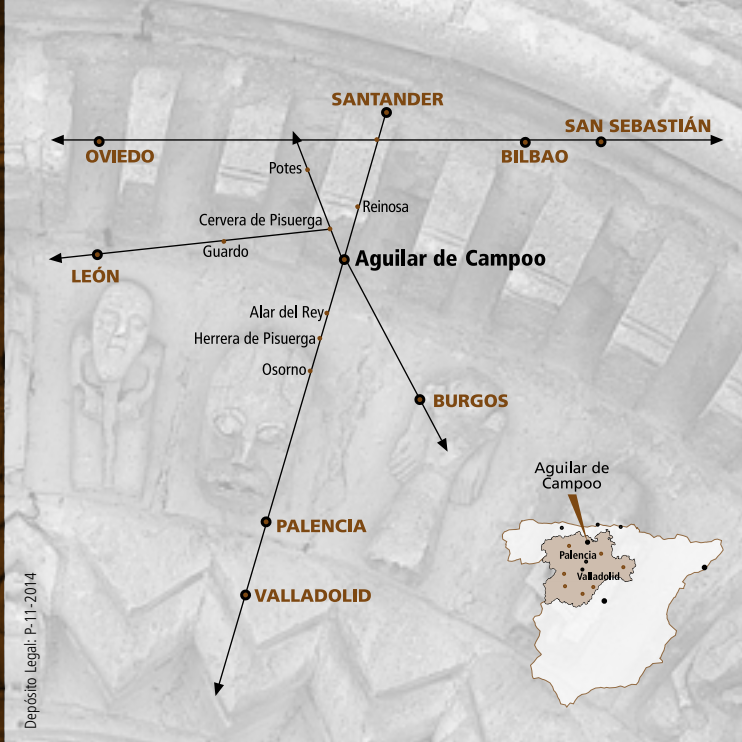 SANTANDER
SAN SEBASTIÁN
OVIEDO
BILBAO
Potes
Reinosa
Cervera de Pisuerga
Guardo
Aguilar de Campoo
LEÓN
Alar del Rey
Herrera de Pisuerga
Osorno
BURGOS
Aguilar de
Campoo
PALENCIA
Palencia
Valladolid
VALLADOLID
Depósito Legal: P-11-2014